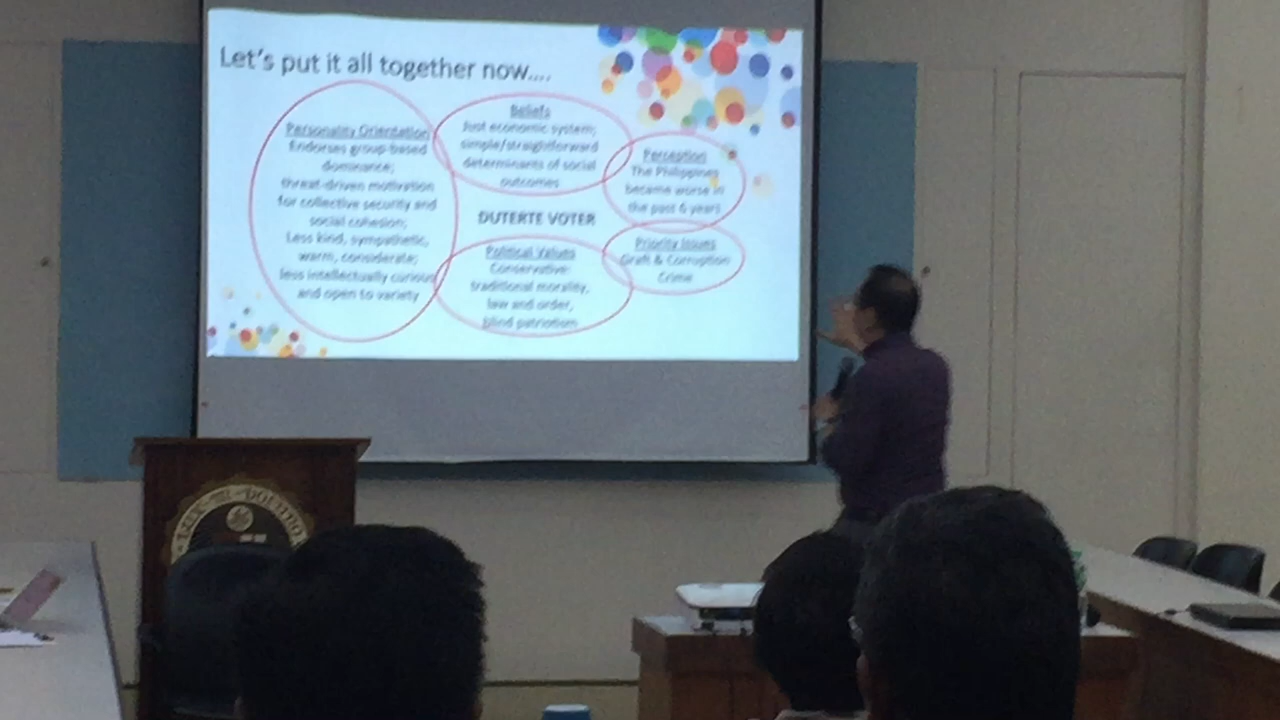 Let's put it all together now....
Personality Orientation
Endorses group-based
dominance;
threat-driven motivation
for collective security and
social cohesion;
Less kind, sympathetic,
warm, considerate;
less intellectually curious
and open to variety
Beliefs
Just economic system;
simple/straightforward
determinants of social
outcomes
DUTERTE VOTER
Political Values
Conservative:
traditional morality,
law and order,
blind patriotism
Perception
The Philippines
became worse in
the past 6 years
Priority Issues
Graft & Corruption
Crime